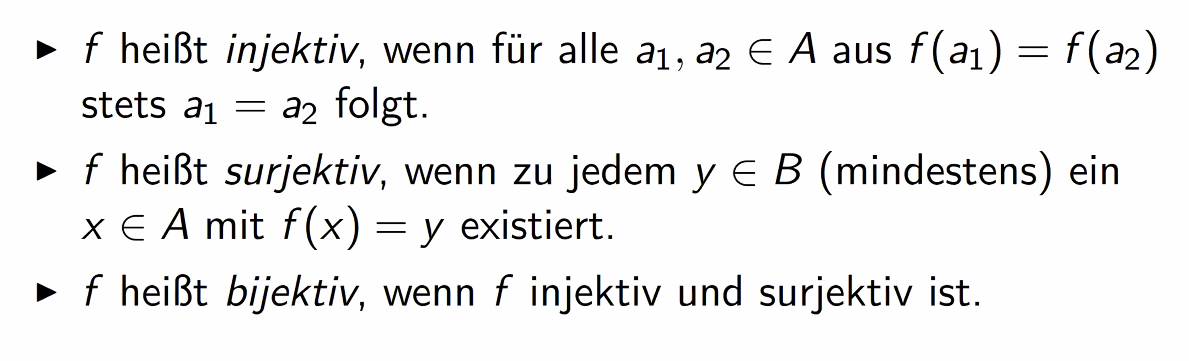 ▶ f heißt injektiv, wenn für alle a₁, a₂ ∈ A aus f(a₁) = f(a₂)
stets a₁ = a₂ folgt.
▶ f heißt surjektiv, wenn zu jedem y ∈ B (mindestens) ein
x ∈ A mit f(x) = y existiert.
▶ f heißt bijektiv, wenn f injektiv und surjektiv ist.